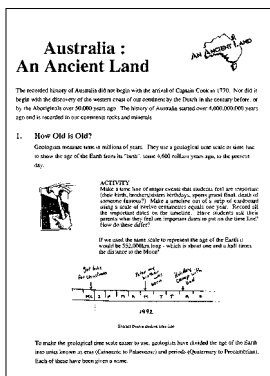 Australia :
An Ancient Land
AN ANCIENT LAND
The recorded history of Australia did not begin with the arrival of Captain Cook in 1770. Nor did it
begin with the discovery of the western coast of our continent by the Dutch in the century before, or
by the Aboriginals over 50,000 years ago. The history of Australia started over 4,000,000,000 years
ago and is recorded in our continents rocks and minerals.
1. How Old is Old?
Geologists measure time in millions of years. They use a geological time scale as time line
to show the age of the Earth from its "birth", some 4,600 million years ago, to the present
day.
ACTIVITY
Make a time line of major events that students feel are important
(their birth, brothers/sisters birthdays, sports grand final, death of
someone famous?) Make a timeline out of a strip of cardboard
using a scale of twelve centimetres equals one year. Record all
the important dates on the timeline. Have students ask their
parents what they feel are important dates to put on the time line?
How do these differ?
If we used the same scale to represent the age of the Earth it
would be 552,000km long - which is about one and a half times
the distance to the Moon!
1992
To make the geological time scale easier to use, geologists have divided the age of the Earth
into units known as eras (Cainozoic to Palaeozoic) and periods (Quaternary to Precambrian).
Each of these have been given a name.